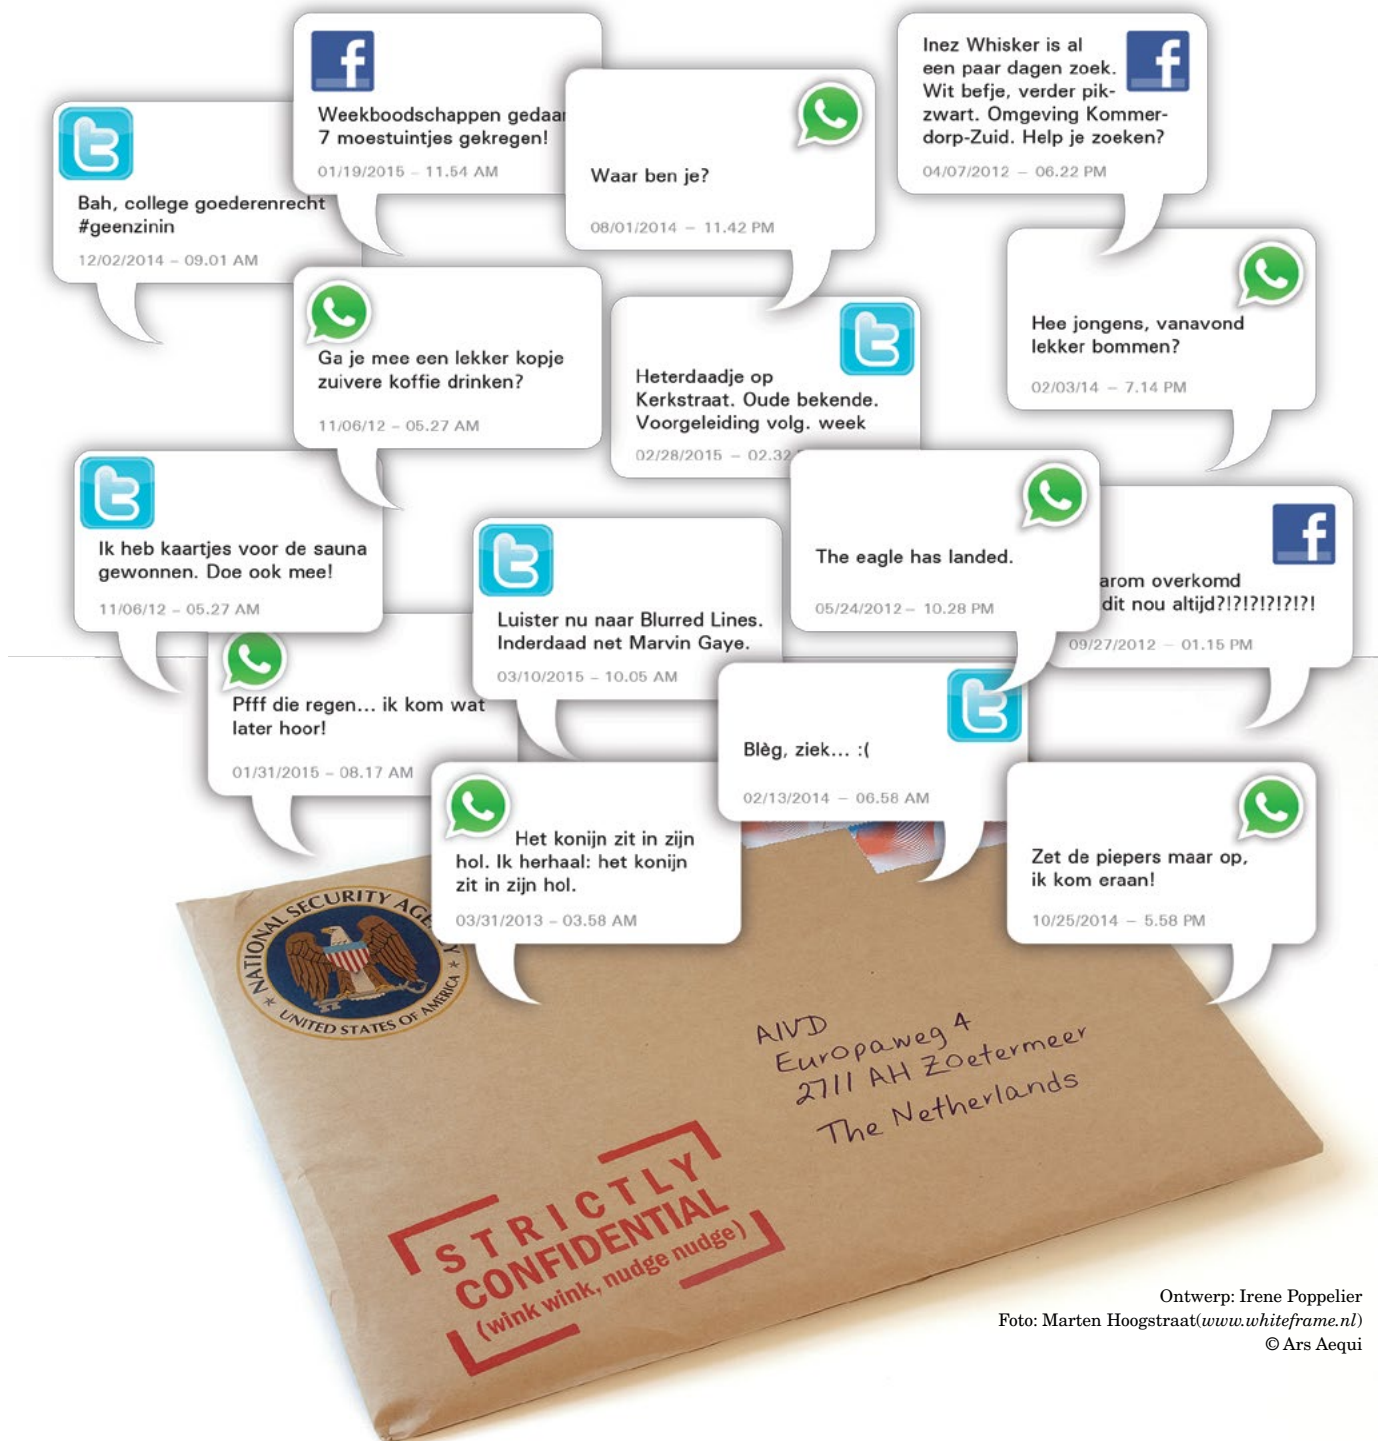 Weekboodschappen gedaan
7 moestuintjes gekregen!
01/19/2015 – 11.54 AM
Inez Whisker is al
een paar dagen zoek.
Wit befje, verder pik-
zwart. Omgeving Kommer-
dorp-Zuid. Help je zoeken?
04/07/2012 – 06.22 PM
Bah, college goederenrecht
#geenzinin
12/02/2014 – 09.01 AM
Waar ben je?
08/01/2014 – 11.42 PM
Hee jongens, vanavond
lekker bommen?
02/03/14 – 7.14 PM
Ga je mee een lekker kopje
zuivere koffie drinken?
11/06/12 – 05.27 AM
Heterdaadje op
Kerkstraat. Oude bekende.
Voorgeleiding volg. week
02/28/2015 – 02.32
Ik heb kaartjes voor de sauna
gewonnen. Doe ook mee!
11/06/12 – 05.27 AM
The eagle has landed.
05/24/2012 – 10.28 PM
arom overkomd
dit nou altijd?!?!?!?!?!?!
09/27/2012 – 01.15 PM
Luister nu naar Blurred Lines.
Inderdaad net Marvin Gaye.
03/10/2015 – 10.05 AM
Pfff die regen... ik kom wat
later hoor!
01/31/2015 – 08.17 AM
Blèg, ziek... :(
02/13/2014 – 06.58 AM
Het konijn zit in zijn
hol. Ik herhaal: het konijn
zit in zijn hol.
03/31/2013 – 03.58 AM
Zet de piepers maar op,
ik kom eraan!
10/25/2014 – 5.58 PM
NATIONAL SECURITY AGENCY
UNITED STATES OF AMERICA
AIVD
Europaweg 4
2711 AH Zoetermeer
The Netherlands
STRICTLY
CONFIDENTIAL
(wink wink, nudge nudge)
Ontwerp: Irene Poppelier
Foto: Marten Hoogstraat(www.whiteframe.nl)
© Ars Aequi